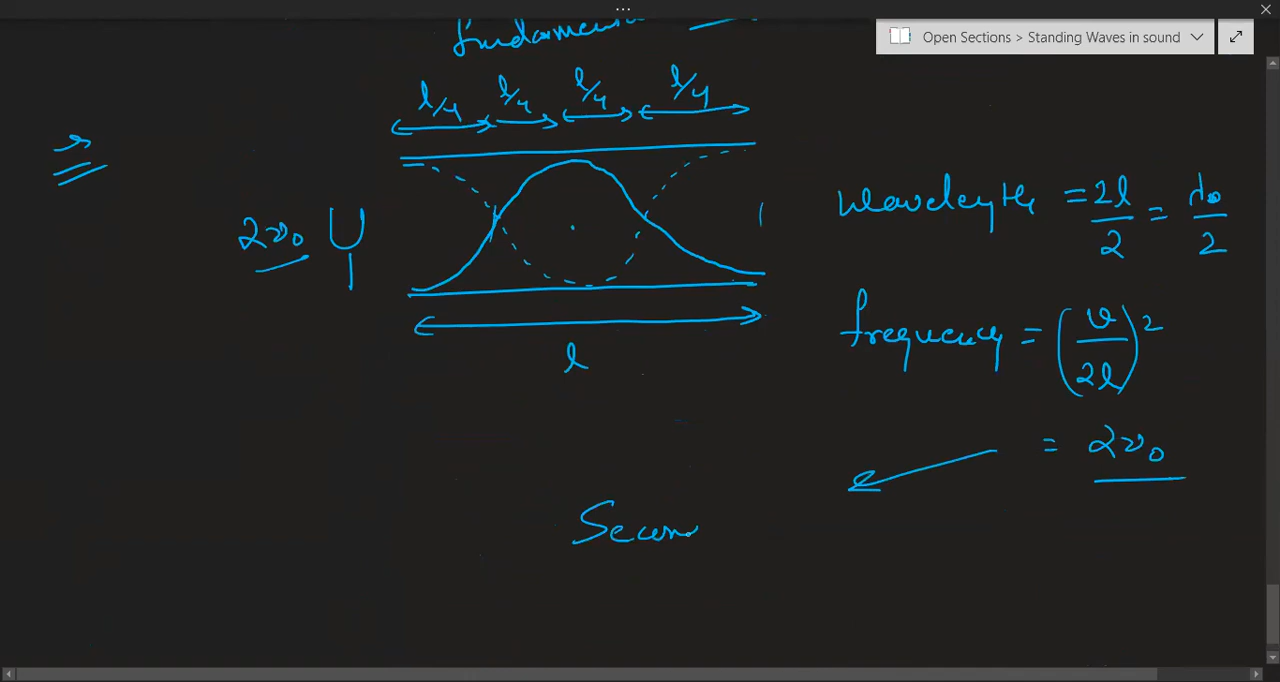 ...
fundamenta
Open Sections > Standing Waves in sound
l/4 l/4 l/4 l/4
2ν₀
wavelength = 2l/2 = λ₀/2
frequency = (v/2l)2
= 2ν₀
l
Secon